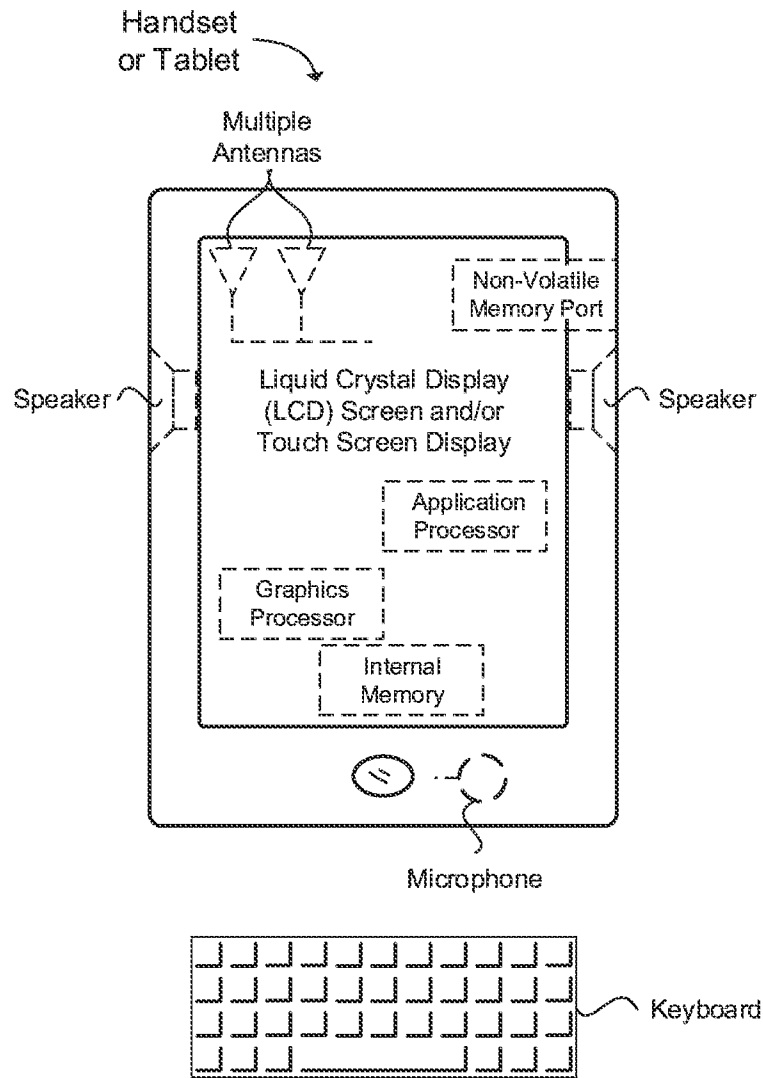 Handset
or Tablet
Multiple
Antennas
Non-Volatile
Memory Port
Speaker
Liquid Crystal Display
(LCD) Screen and/or
Touch Screen Display
Speaker
Application
Processor
Graphics
Processor
Internal
Memory
Microphone
Keyboard